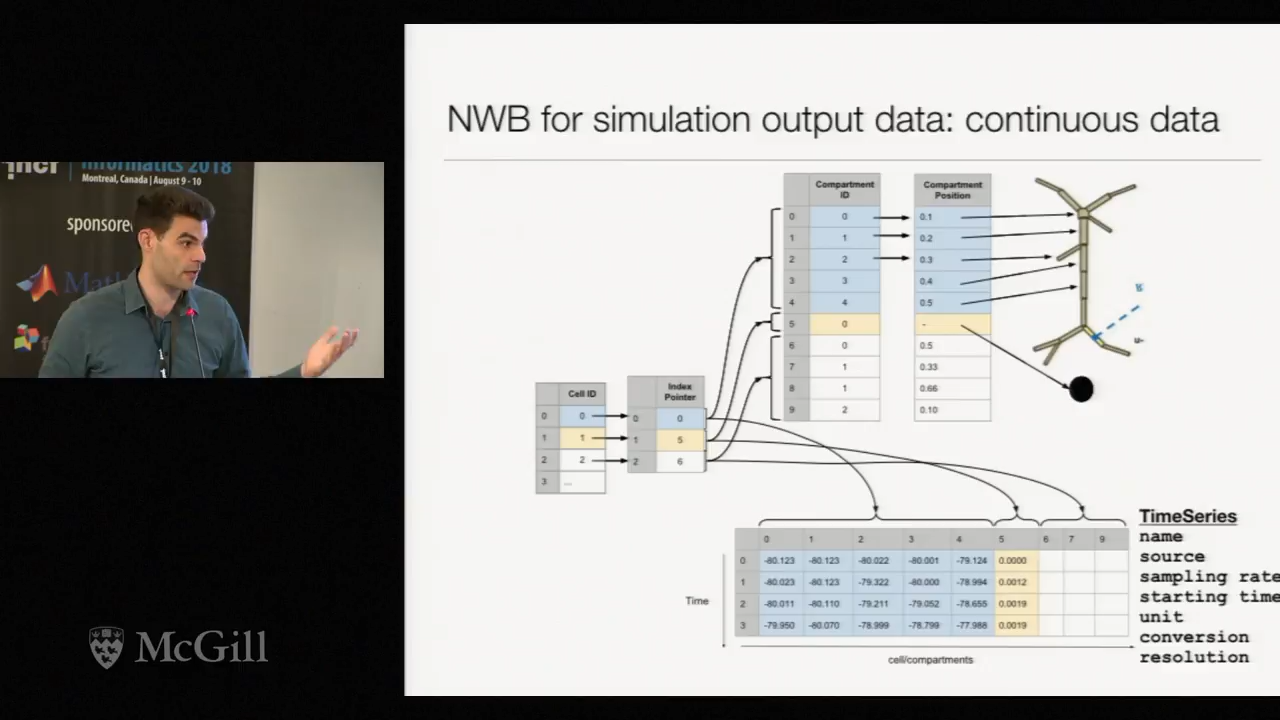 incf
informatics 2018
Montreal, Canada | August 9 - 10
sponsore
Mat
McGill
NWB for simulation output data: continuous data
Compartment ID
0 0
1 1
2 2
3 3
4 4
5 0
6 0
7 1
8 1
9 2
Compartment Position
0.1
0.2
0.3
0.4
0.5
-
0.5
0.33
0.66
0.10
Cell ID
0 0
1 1
2 2
3 ...
Index Pointer
0 0
1 5
2 6
0 1 2 3 4 5 6 7 9
0 -80.123 -80.123 -80.022 -80.001 -79.124 0.0000
1 -80.023 -80.123 -79.322 -80.000 -78.994 0.0012
2 -80.011 -80.110 -79.211 -79.052 -78.655 0.0019
3 -79.950 -80.070 -78.999 -78.799 -77.988 0.0019
Time
cell/compartments
TimeSeries
name
source
sampling rate
starting time
unit
conversion
resolution